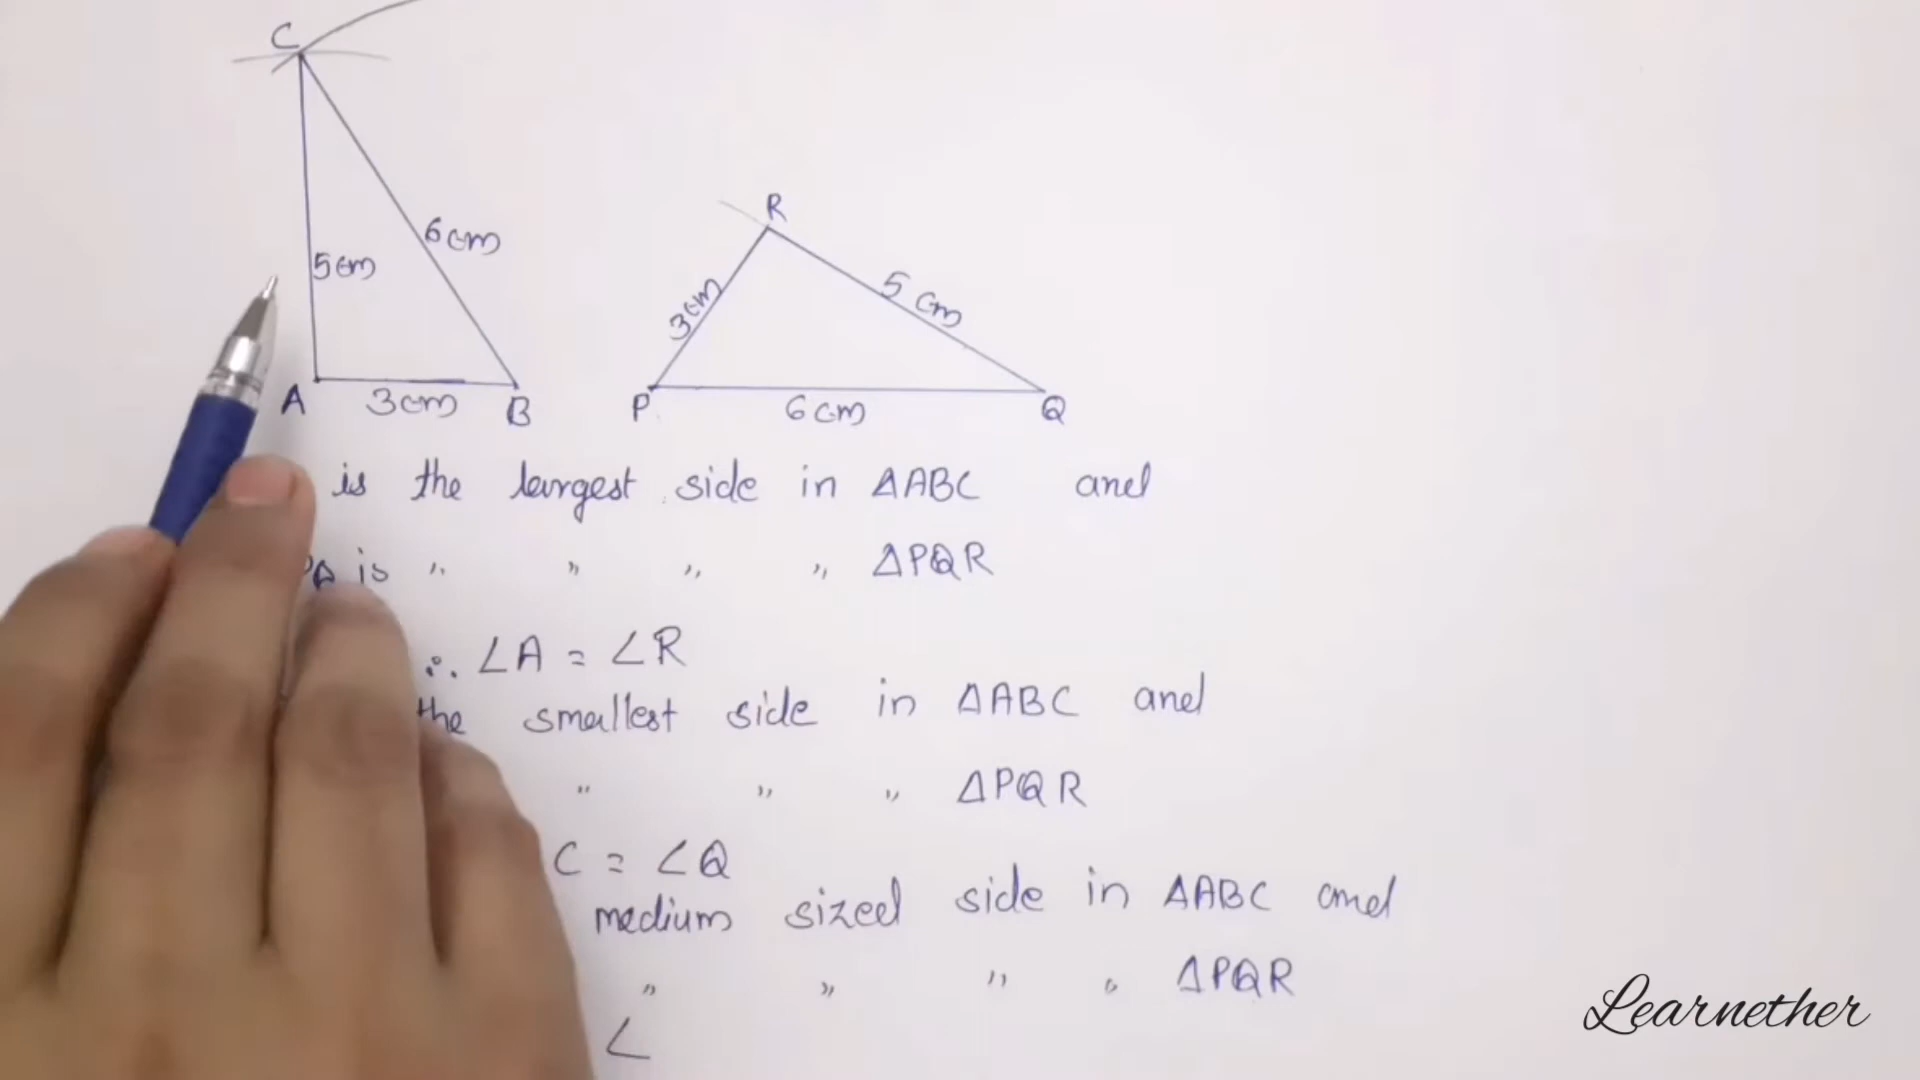 C
6cm
5cm
A 3cm B
R
3cm
5 cm
P 6cm Q
is the largest side in ΔABC and
is " " " " ΔPQR
∴ ∠A = ∠R
the smallest side in ΔABC and
" " " ΔPQR
C = ∠Q
medium sized side in ΔABC and
" " " " ΔPQR
∠
Learnether